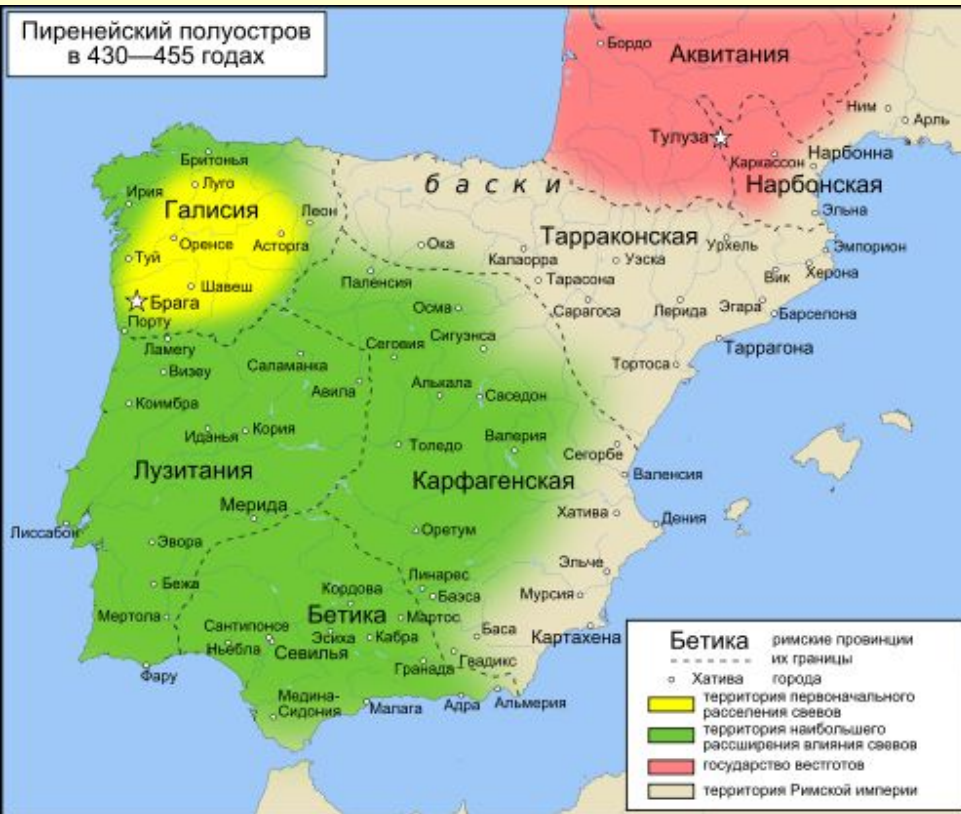 Пиренейский полуостров
в 430—455 годах
Бордо
Аквитания
Ним
Арль
Тулуза
Каркассон
Нарбонна
Нарбонская
Эльна
Бритонья
Луго
Ирия
Галисия
Леон
баски
Оренсе
Асторга
Туй
Шавеш
Брага
Порту
Ока
Калаорра
Тарраконская
Уэска
Урхель
Эмпорион
Вик
Херона
Паленсия
Тарасона
Сарагоса
Лерида
Эгара
Барселона
Осма
Таррагона
Ламегу
Визеу
Саламанка
Сеговия
Сигуэнса
Тортоса
Авила
Алькала
Саседон
Коимбра
Иданья
Кория
Толедо
Валерия
Сегорбе
Лузитания
Карфагенская
Валенсия
Мерида
Хатива
Дения
Лиссабон
Эвора
Оретум
Эльче
Бежа
Линарес
Баэса
Мурсия
Кордова
Мертола
Бетика
Мартос
Картахена
Сантипонсе
Эсиха
Кабра
Баса
Ньебла
Севилья
Гранада
Гвадикс
Фару
Медина-
Сидония
Малага
Адра
Альмерия
Бетика римские провинции
их границы
Хатива города
территория первоначального
расселения свевов
территория наибольшего
расширения влияния свевов
государство вестготов
территория Римской империи